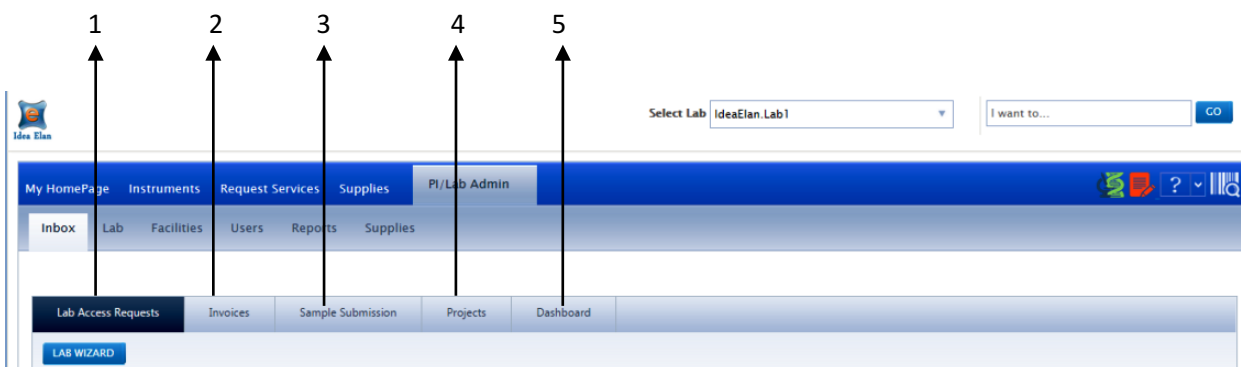 1 2 3 4 5
Idea Elan
Select Lab IdeaElan.Lab1 I want to... GO
My HomePage Instruments Request Services Supplies PI/Lab Admin ?
Inbox Lab Facilities Users Reports Supplies
Lab Access Requests Invoices Sample Submission Projects Dashboard
LAB WIZARD